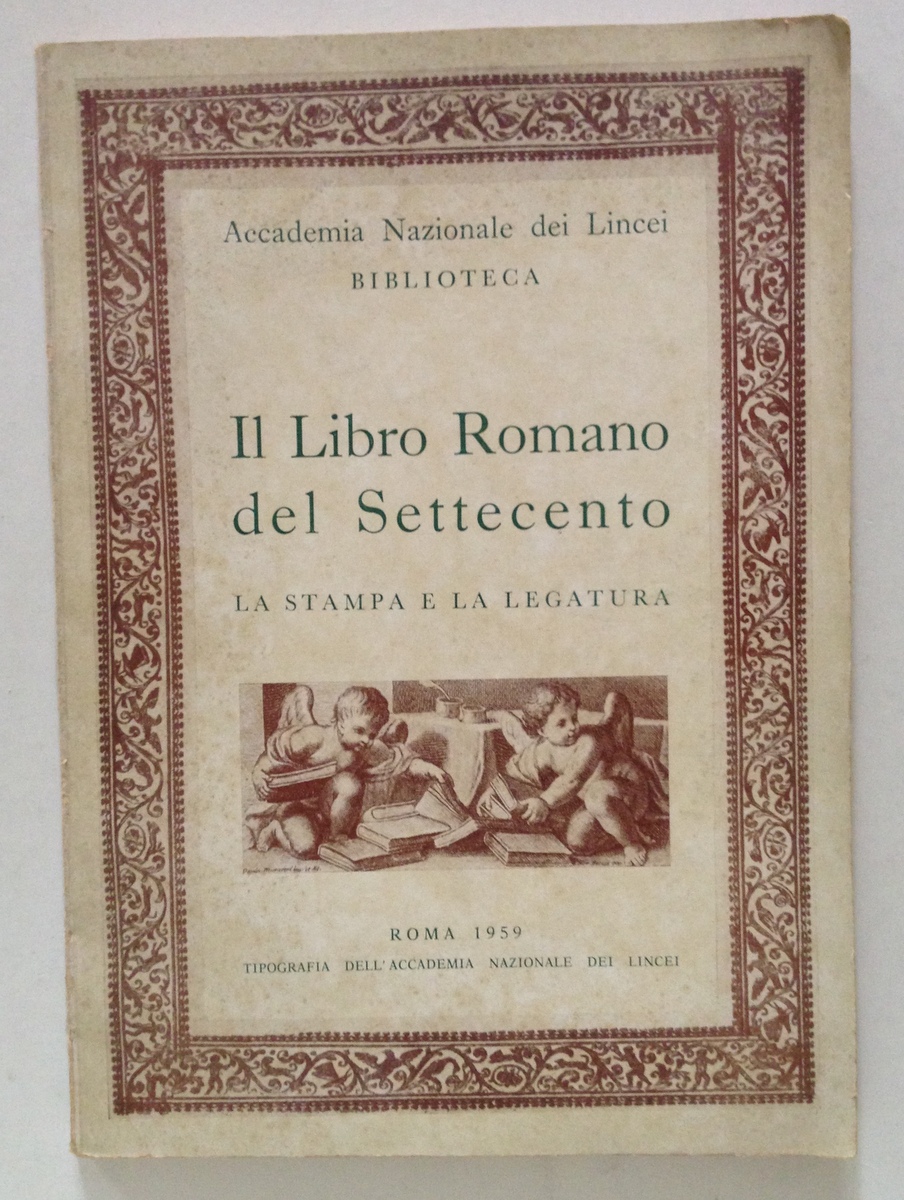 Accademia Nazionale dei Lincei
BIBLIOTECA
Il Libro Romano
del Settecento
LA STAMPA E LA LEGATURA
ROMA 1959
TIPOGRAFIA DELL'ACCADEMIA NAZIONALE DEI LINCEI